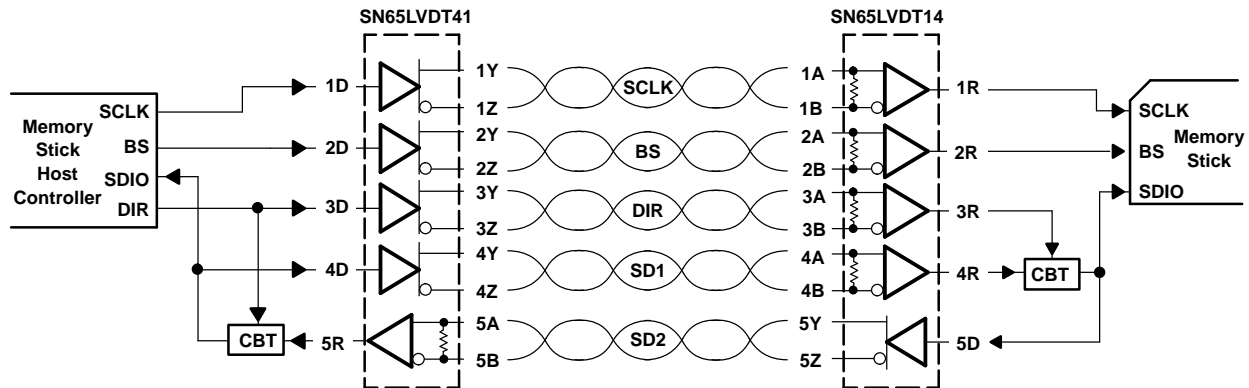 SN65LVDT41
SN65LVDT14
Memory
Stick
Host
Controller
SCLK
BS
SDIO
DIR
1D
2D
3D
4D
5R
CBT
1Y
1Z
2Y
2Z
3Y
3Z
4Y
4Z
5A
5B
SCLK
BS
DIR
SD1
SD2
1A
1B
2A
2B
3A
3B
4A
4B
5Y
5Z
1R
2R
3R
4R
5D
CBT
SCLK
BS
SDIO
Memory
Stick